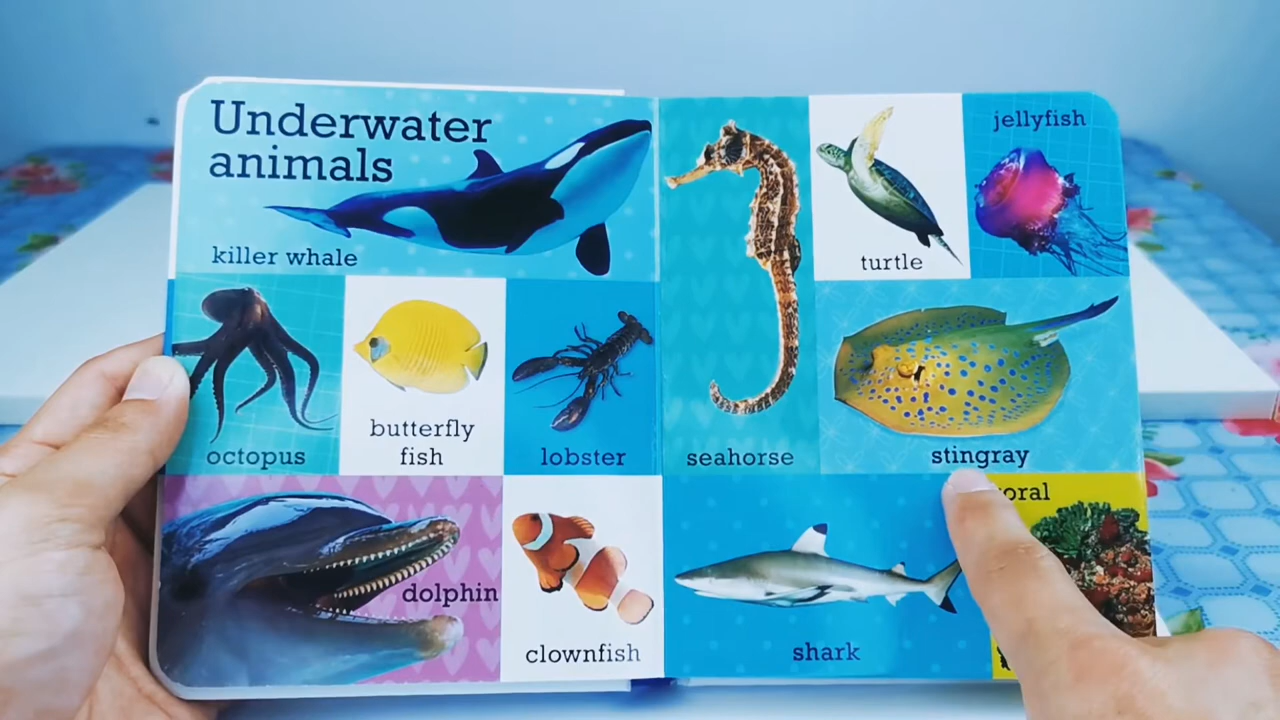 Underwater
animals
killer whale
octopus
butterfly
fish
lobster
dolphin
clownfish
seahorse
turtle
jellyfish
stingray
shark